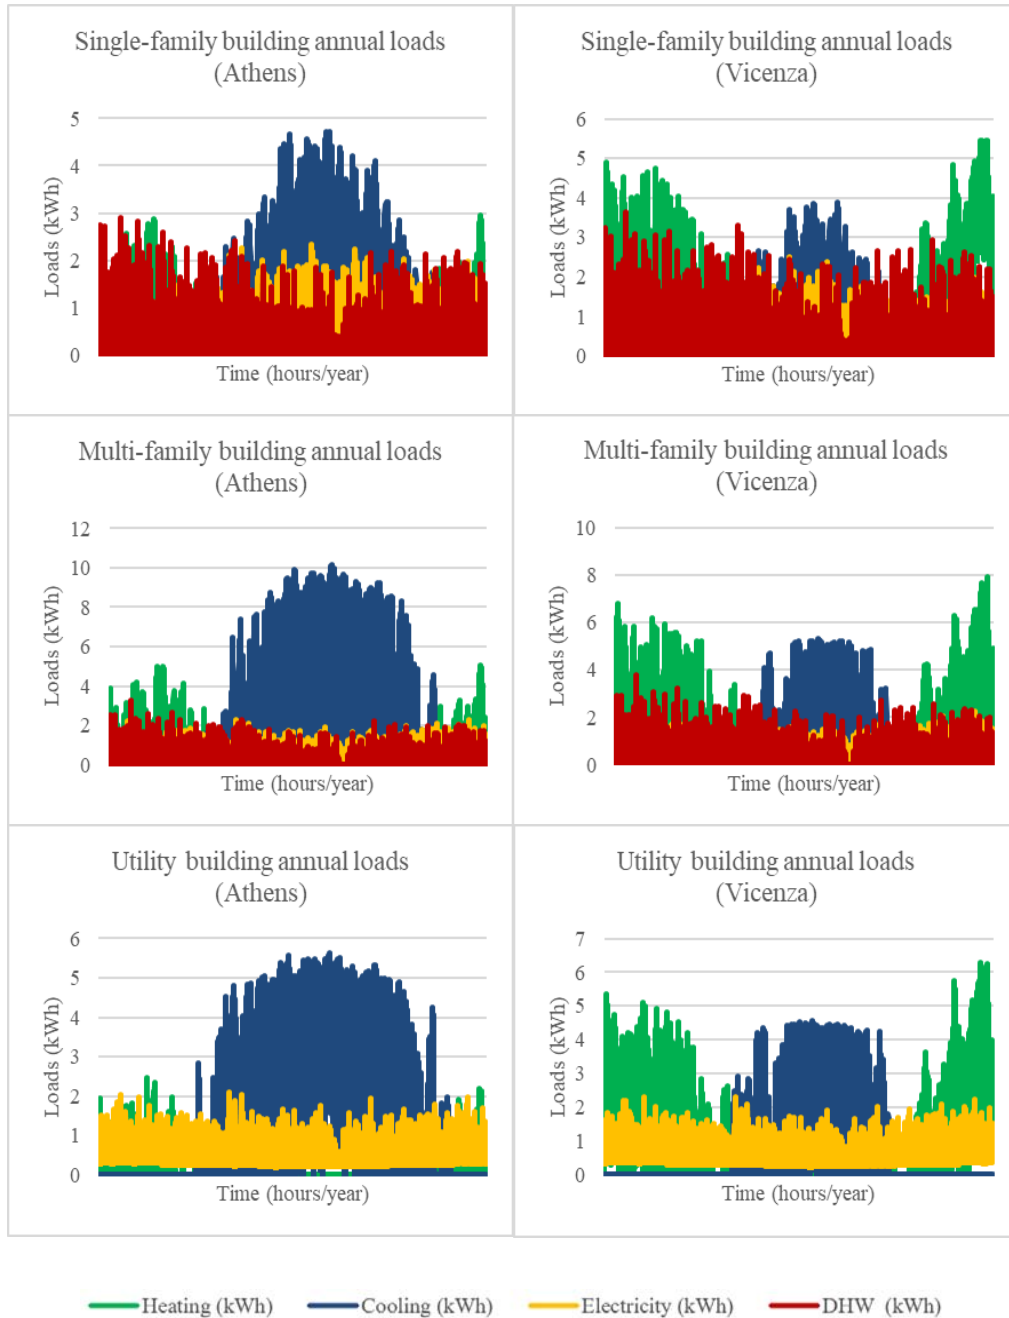 Single-family building annual loads
(Athens)
5
4
3
2
1
0
Loads (kWh)
Time (hours/year)
Single-family building annual loads
(Vicenza)
6
5
4
3
2
1
0
Loads (kWh)
Time (hours/year)
Multi-family building annual loads
(Athens)
12
10
8
6
4
2
0
Loads (kWh)
Time (hours/year)
Multi-family building annual loads
(Vicenza)
10
8
6
4
2
0
Loads (kWh)
Time (hours/year)
Utility building annual loads
(Athens)
6
5
4
3
2
1
0
Loads (kWh)
Time (hours/year)
Utility building annual loads
(Vicenza)
7
6
5
4
3
2
1
0
Loads (kWh)
Time (hours/year)
Heating (kWh) Cooling (kWh) Electricity (kWh) DHW (kWh)